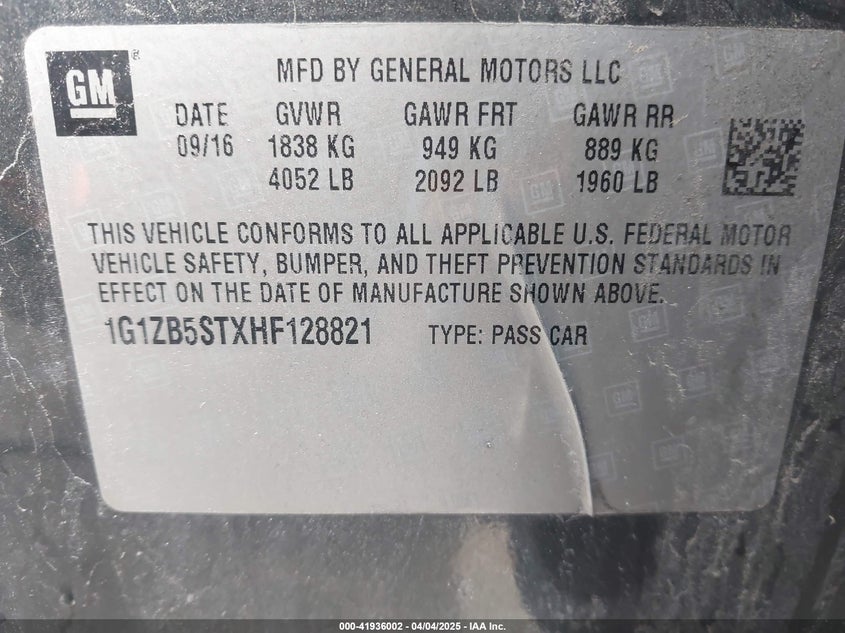 GM
MFD BY GENERAL MOTORS LLC
DATE GVWR GAWR FRT GAWR RR
09/16 1838 KG 949 KG 889 KG
4052 LB 2092 LB 1960 LB
THIS VEHICLE CONFORMS TO ALL APPLICABLE U.S. FEDERAL MOTOR
VEHICLE SAFETY, BUMPER, AND THEFT PREVENTION STANDARDS IN
EFFECT ON THE DATE OF MANUFACTURE SHOWN ABOVE.
1G1ZB5STXHF128821 TYPE: PASS CAR
000-41936002 - 04/04/2025 - IAA Inc.